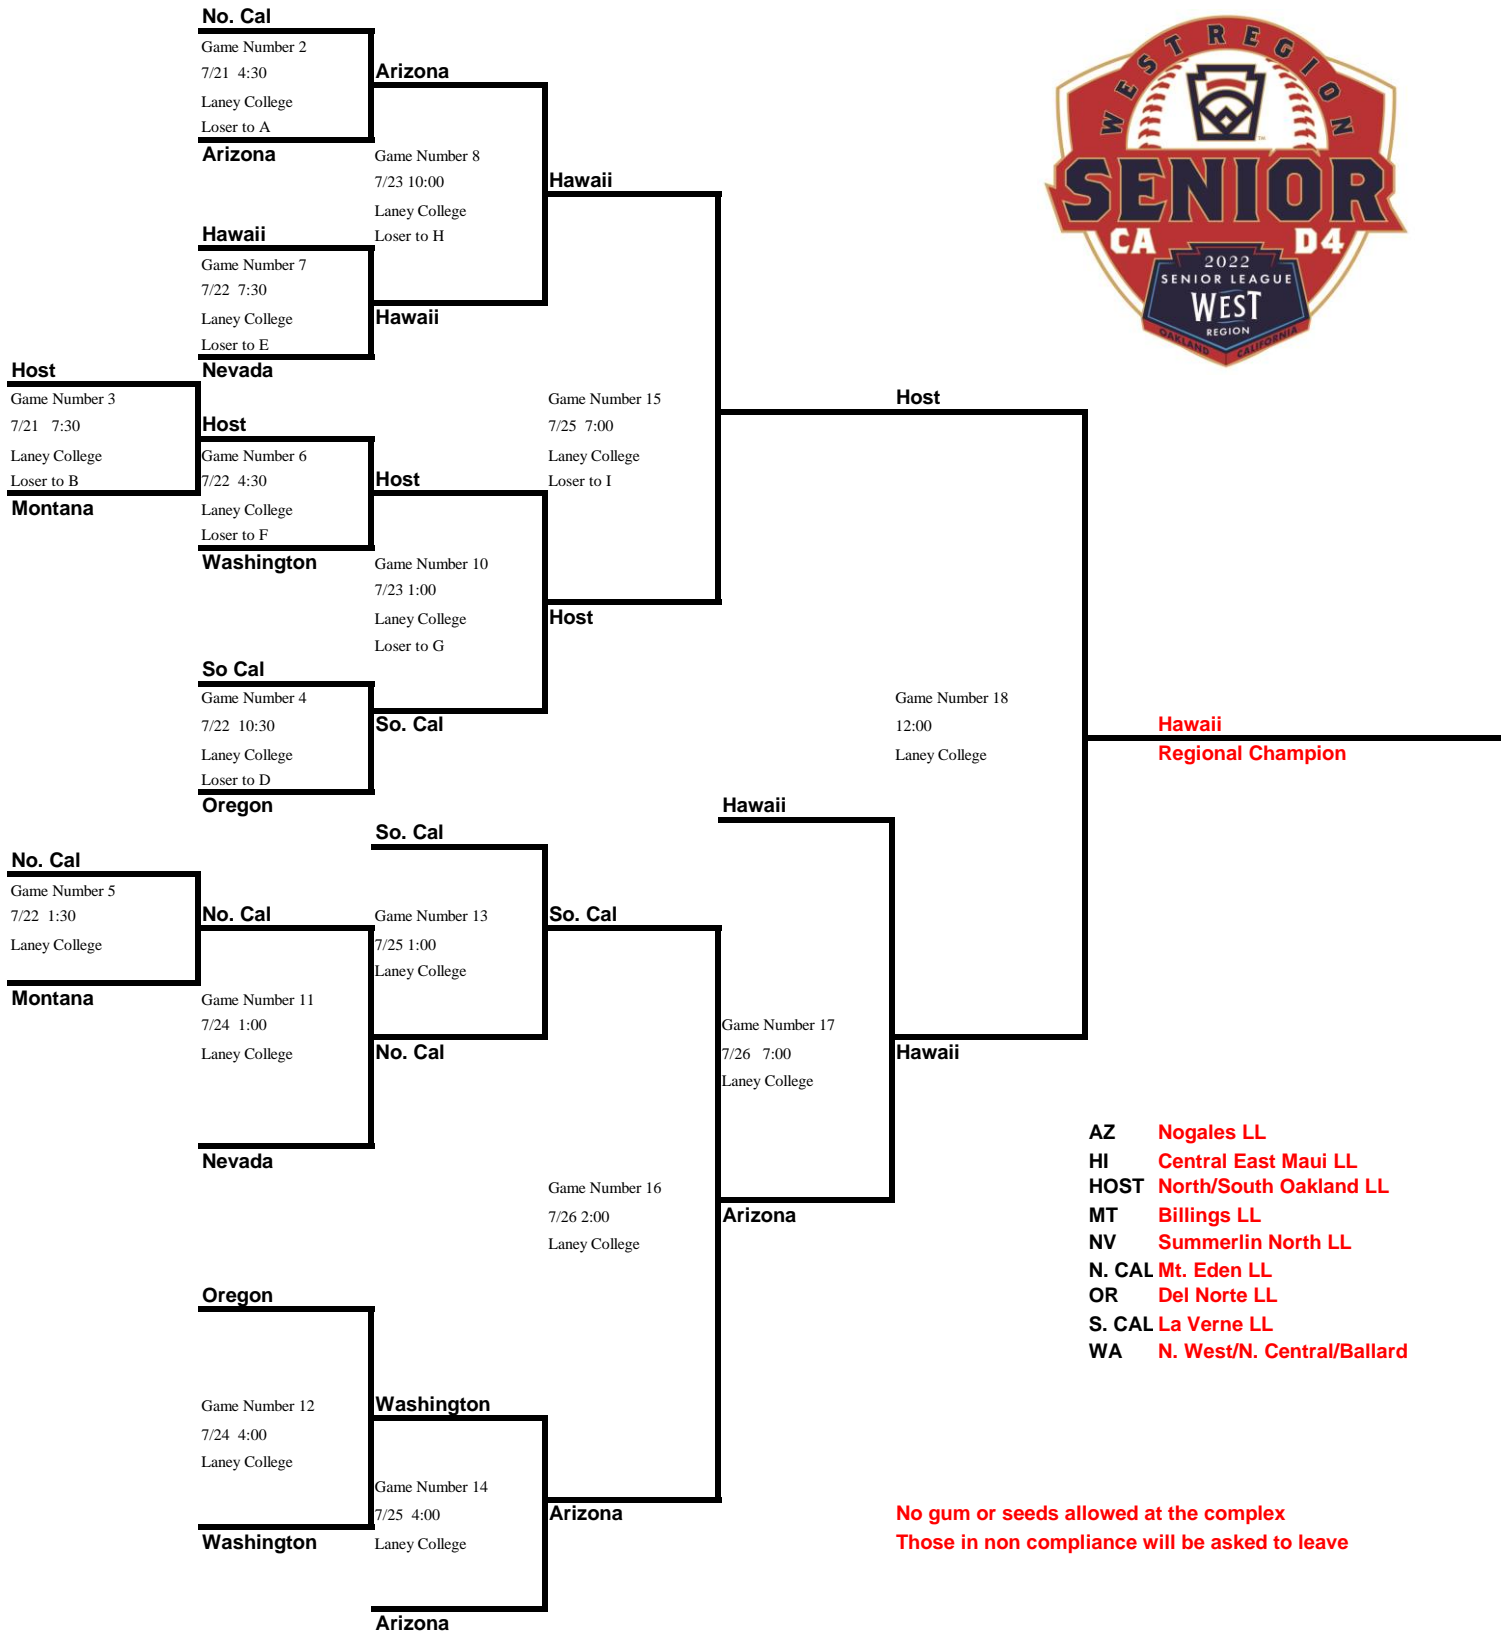 No. Cal
Game Number 2
7/21 4:30
Laney College
Loser to A
Arizona
Arizona
Game Number 8
7/23 10:00
Laney College
Loser to H
Hawaii
Game Number 7
7/22 7:30
Laney College
Loser to E
Nevada
Hawaii
Hawaii
Host
Game Number 3
7/21 7:30
Laney College
Loser to B
Montana
Host
Game Number 6
7/22 4:30
Laney College
Loser to F
Washington
Host
Game Number 10
7/23 1:00
Laney College
Loser to G
So Cal
Game Number 4
7/22 10:30
Laney College
Loser to D
Oregon
So. Cal
Host
Game Number 15
7/25 7:00
Laney College
Loser to I
Host
Game Number 18
12:00
Laney College
Hawaii
Regional Champion
No. Cal
Game Number 5
7/22 1:30
Laney College
Montana
No. Cal
Game Number 11
7/24 1:00
Laney College
Nevada
So. Cal
Game Number 13
7/25 1:00
Laney College
No. Cal
So. Cal
Game Number 16
7/26 2:00
Laney College
Oregon
Game Number 12
7/24 4:00
Laney College
Washington
Washington
Game Number 14
7/25 4:00
Laney College
Arizona
Arizona
Hawaii
Game Number 17
7/26 7:00
Laney College
Arizona
Hawaii
WEST REGION
TM
SENIOR
CA D4
2022
SENIOR LEAGUE
WEST
REGION
OAKLAND CALIFORNIA
AZ Nogales LL
HI Central East Maui LL
HOST North/South Oakland LL
MT Billings LL
NV Summerlin North LL
N. CAL Mt. Eden LL
OR Del Norte LL
S. CAL La Verne LL
WA N. West/N. Central/Ballard
No gum or seeds allowed at the complex
Those in non compliance will be asked to leave